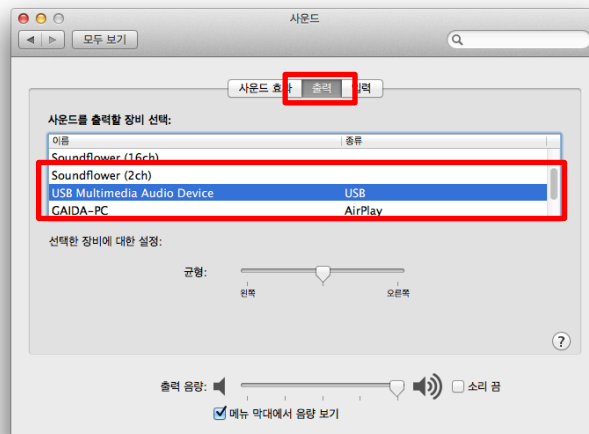 사운드
모두 보기
사운드 효과 출력 입력
사운드를 출력할 장비 선택:
이름 종류
Soundflower (16ch)
Soundflower (2ch)
USB Multimedia Audio Device USB
GAIDA-PC AirPlay
선택한 장비에 대한 설정:
균형:
왼쪽 오른쪽
?
출력 음량: 소리 끔
메뉴 막대에서 음량 보기